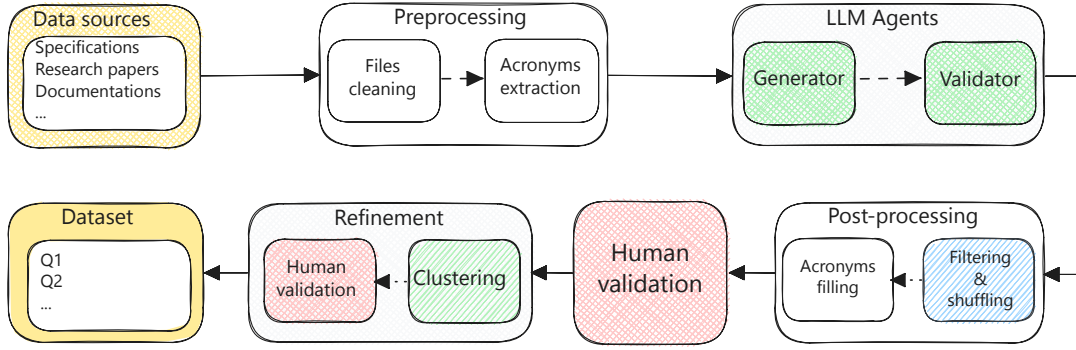 Data sources
Specifications
Research papers
Documentations
...
Preprocessing
Files
cleaning
Acronyms
extraction
LLM Agents
Generator
Validator
Dataset
Q1
Q2
...
Refinement
Human
validation
Clustering
Human
validation
Post-processing
Acronyms
filling
Filtering
&
shuffling